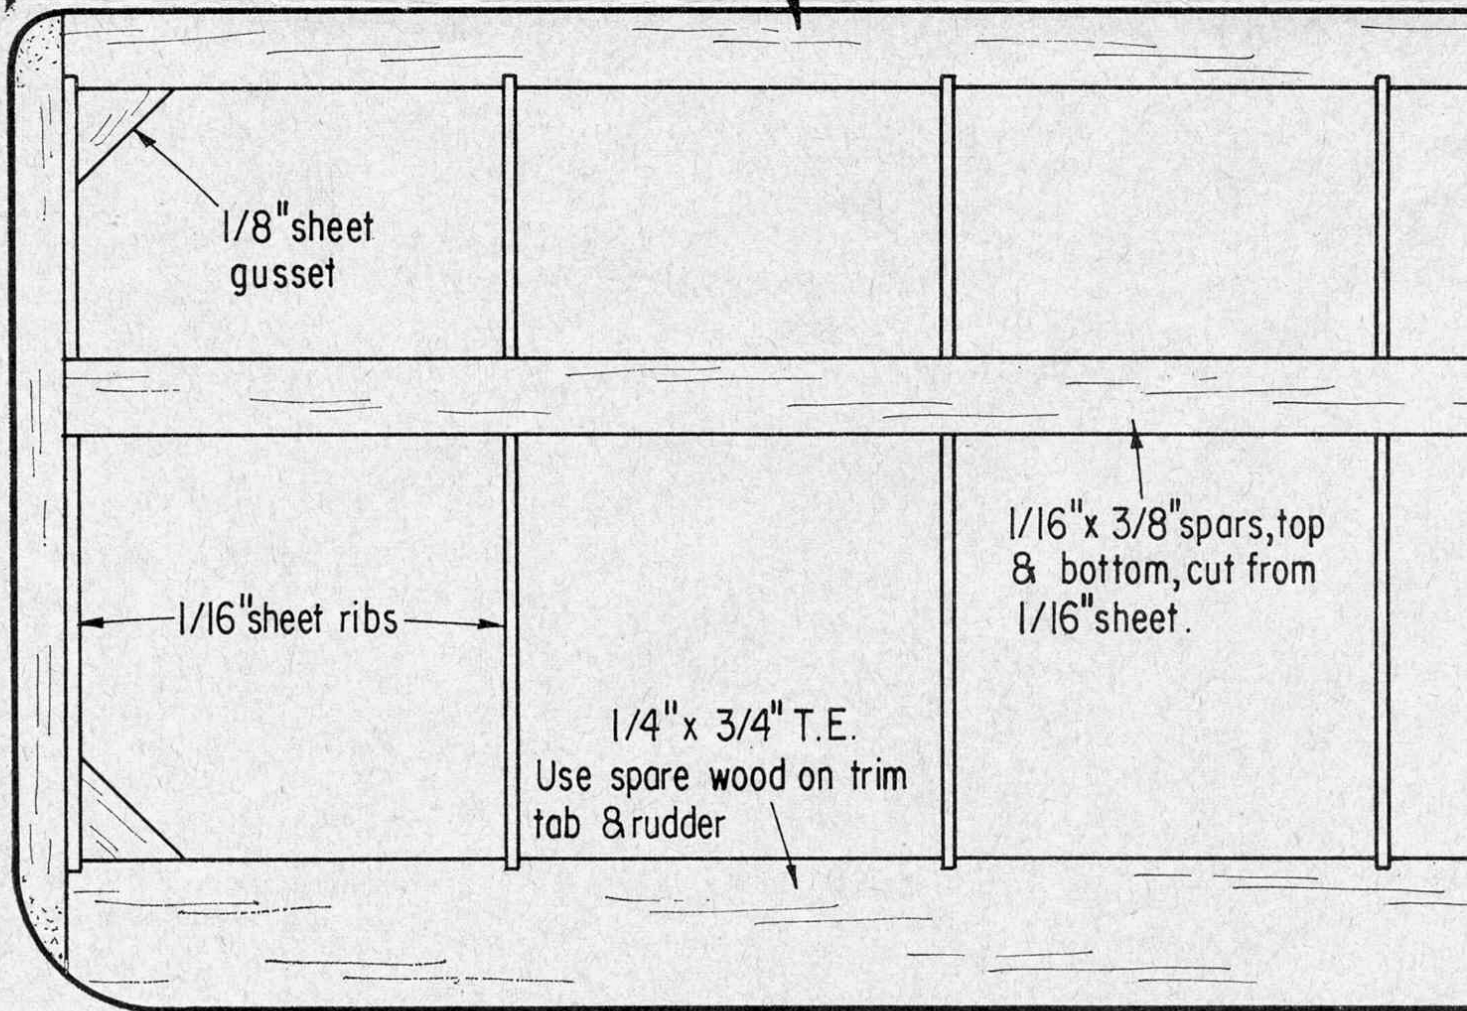 1/8" sheet
gusset
1/16" x 3/8" spars, top
& bottom, cut from
1/16" sheet.
1/16" sheet ribs
1/4" x 3/4" T.E.
Use spare wood on trim
tab & rudder